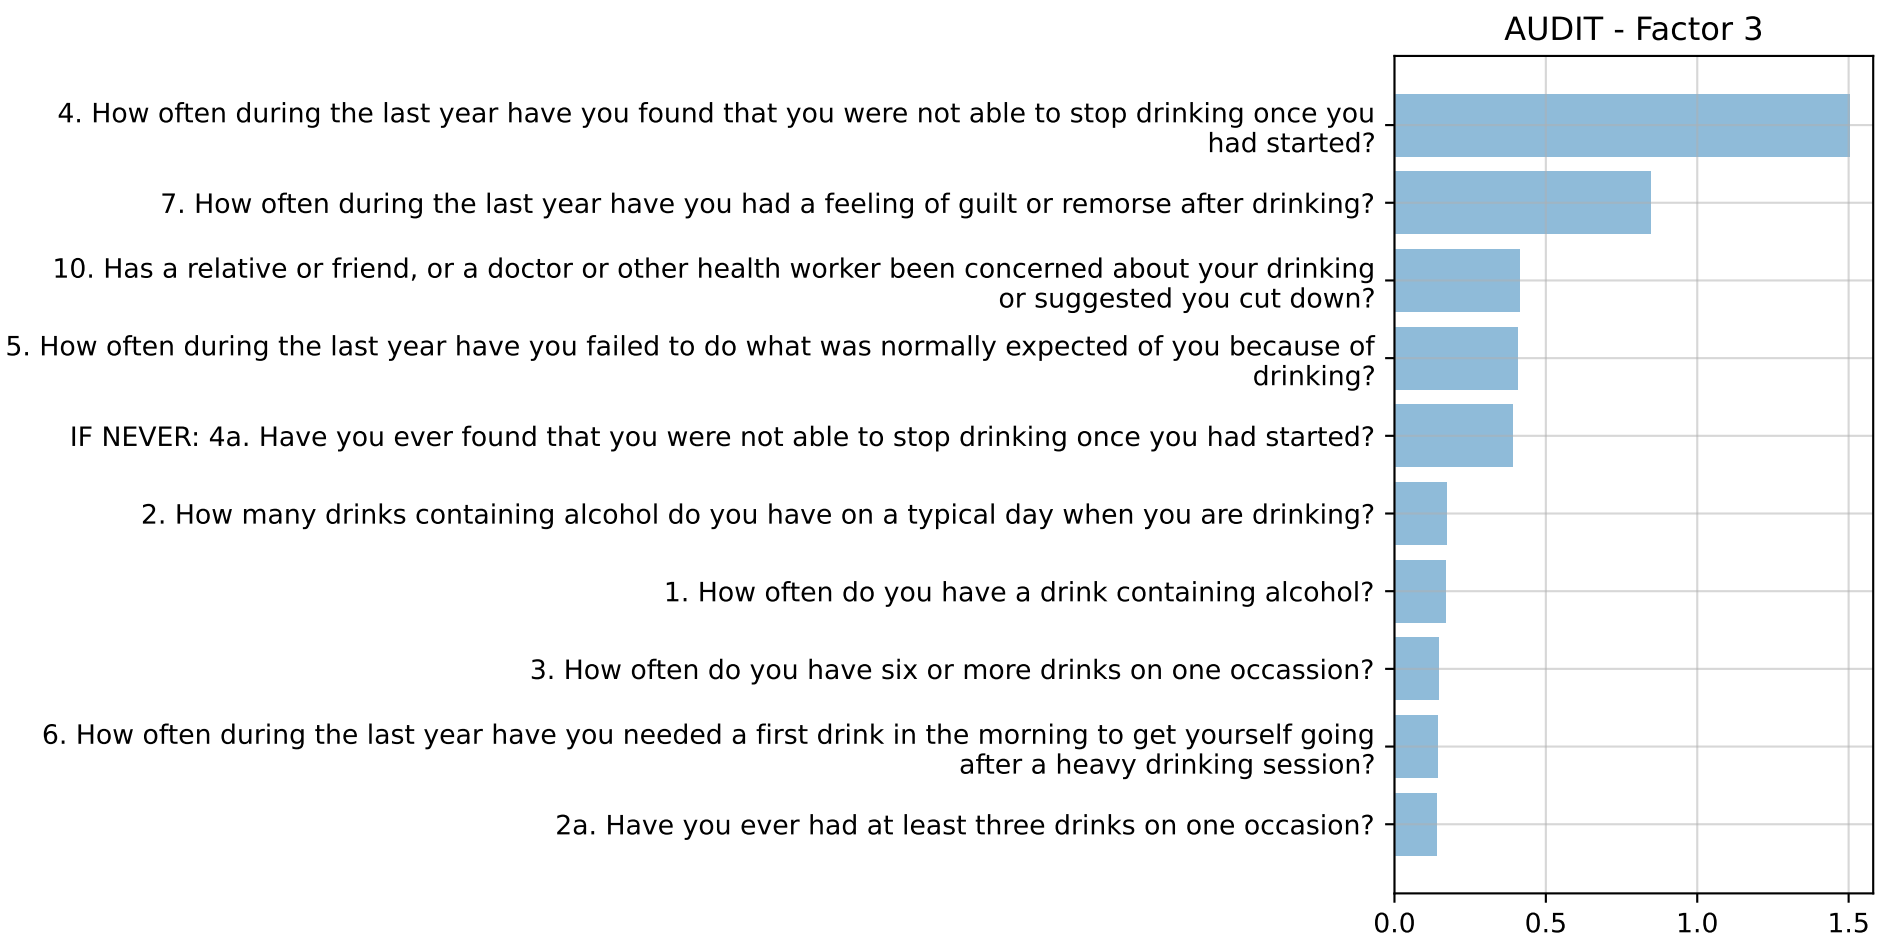 AUDIT - Factor 3
4. How often during the last year have you found that you were not able to stop drinking once you
had started?
7. How often during the last year have you had a feeling of guilt or remorse after drinking?
10. Has a relative or friend, or a doctor or other health worker been concerned about your drinking
or suggested you cut down?
5. How often during the last year have you failed to do what was normally expected of you because of
drinking?
IF NEVER: 4a. Have you ever found that you were not able to stop drinking once you had started?
2. How many drinks containing alcohol do you have on a typical day when you are drinking?
1. How often do you have a drink containing alcohol?
3. How often do you have six or more drinks on one occassion?
6. How often during the last year have you needed a first drink in the morning to get yourself going
after a heavy drinking session?
2a. Have you ever had at least three drinks on one occasion?
0.0 0.5 1.0 1.5